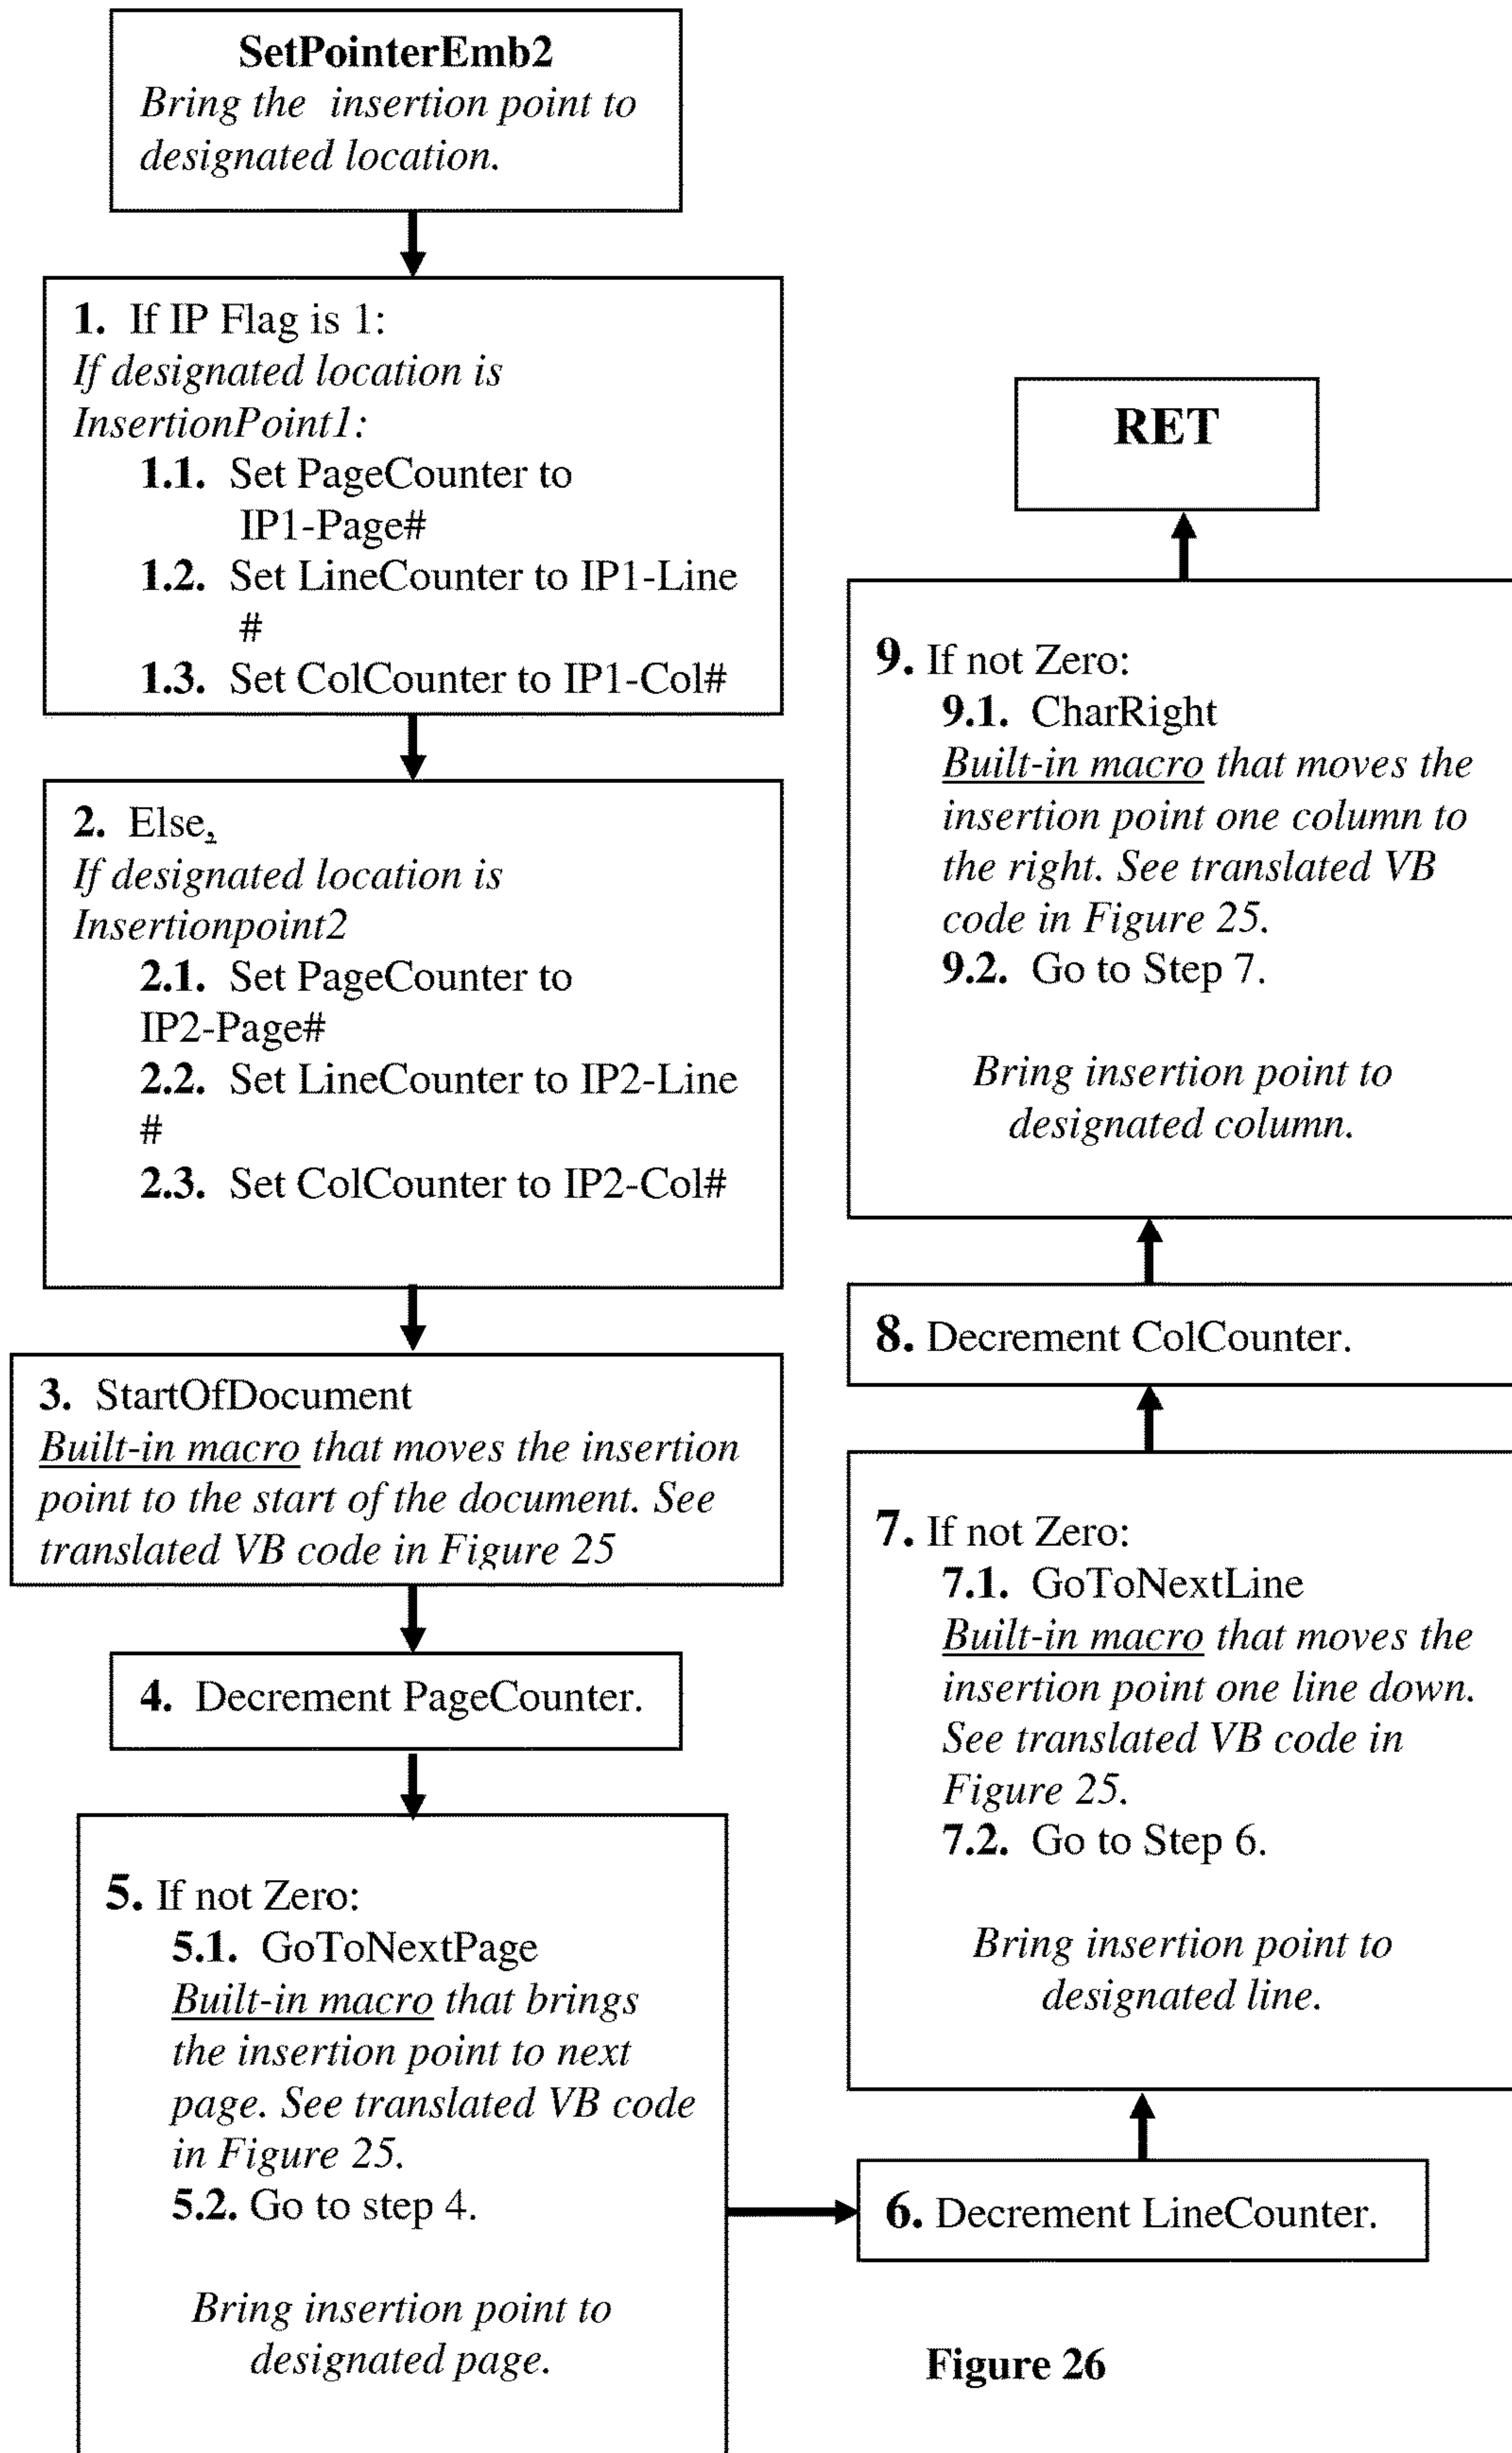 SetPointerEmb2
Bring the insertion point to
designated location.
1. If IP Flag is 1:
If designated location is
InsertionPoint1:
1.1. Set PageCounter to
IP1-Page#
1.2. Set LineCounter to IP1-Line
#
1.3. Set ColCounter to IP1-Col#
2. Else,
If designated location is
Insertionpoint2
2.1. Set PageCounter to
IP2-Page#
2.2. Set LineCounter to IP2-Line
#
2.3. Set ColCounter to IP2-Col#
3. StartOfDocument
Built-in macro that moves the insertion
point to the start of the document. See
translated VB code in Figure 25
4. Decrement PageCounter.
5. If not Zero:
5.1. GoToNextPage
Built-in macro that brings
the insertion point to next
page. See translated VB code
in Figure 25.
5.2. Go to step 4.
Bring insertion point to
designated page.
6. Decrement LineCounter.
7. If not Zero:
7.1. GoToNextLine
Built-in macro that moves the
insertion point one line down.
See translated VB code in
Figure 25.
7.2. Go to Step 6.
Bring insertion point to
designated line.
8. Decrement ColCounter.
9. If not Zero:
9.1. CharRight
Built-in macro that moves the
insertion point one column to
the right. See translated VB
code in Figure 25.
9.2. Go to Step 7.
Bring insertion point to
designated column.
RET
Figure 26